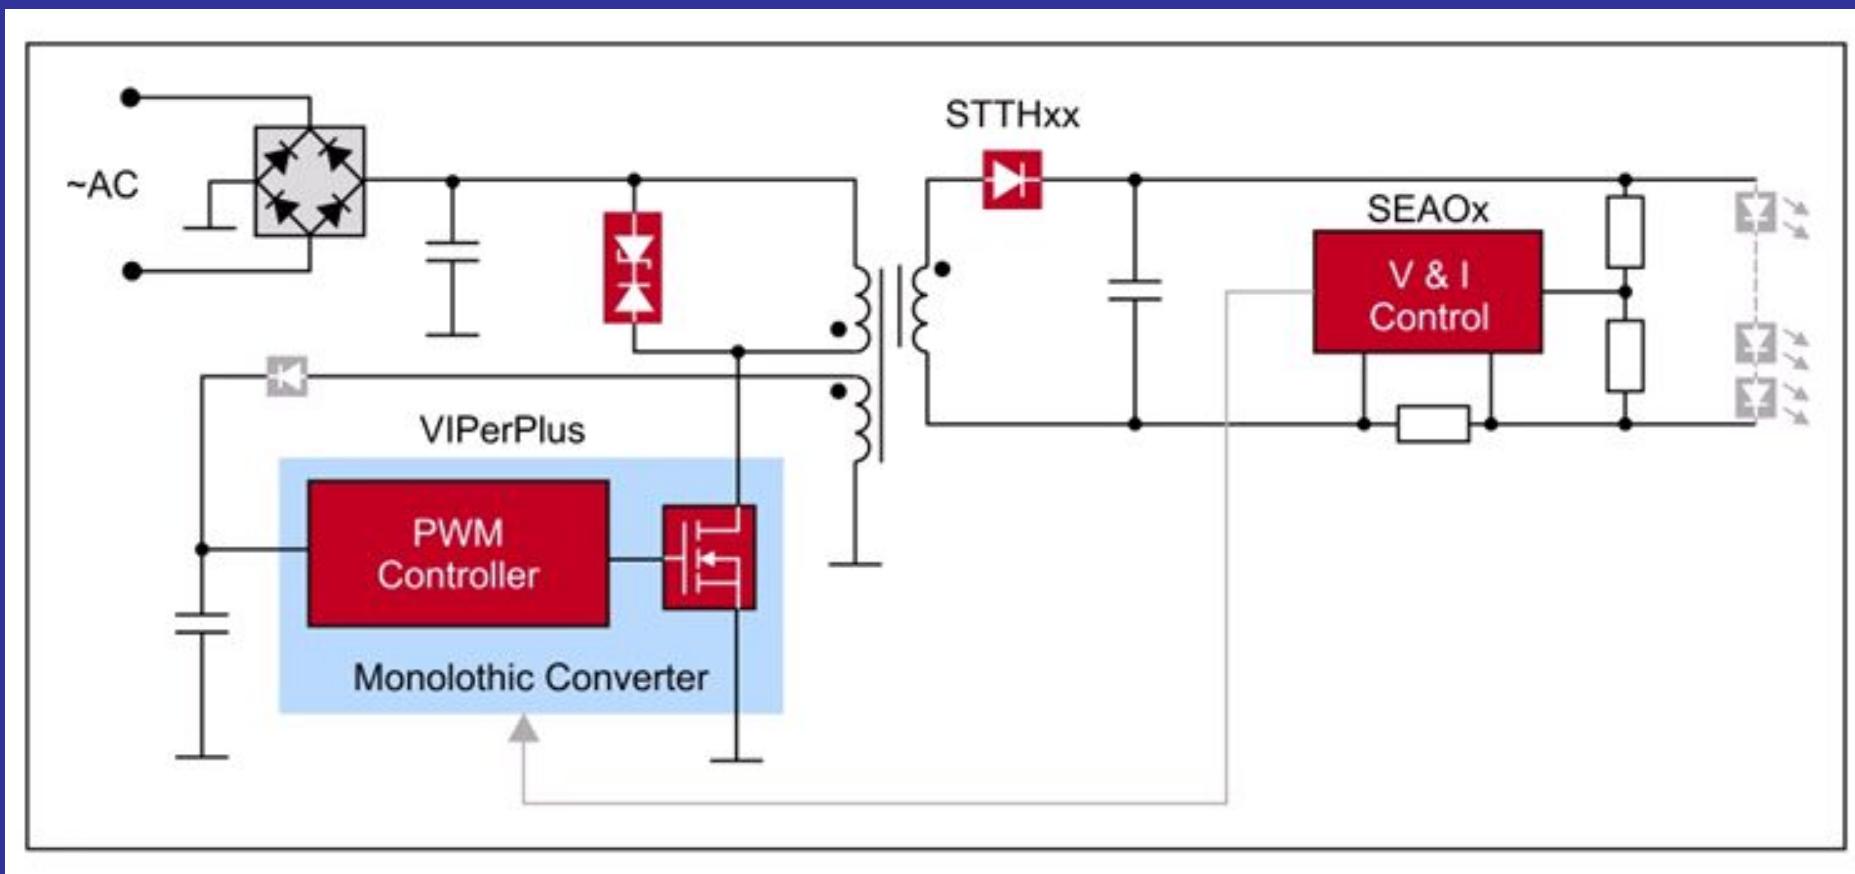 STTHxx
~AC
SEAOx
V & I
Control
VIPerPlus
PWM
Controller
Monolothic Converter